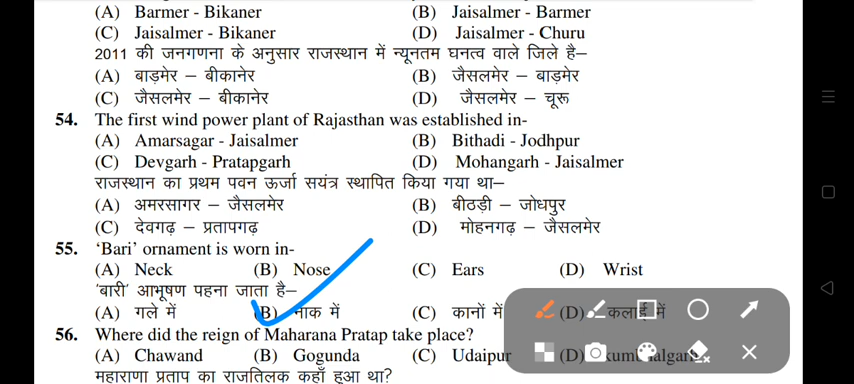 (A) Barmer - Bikaner (B) Jaisalmer - Barmer
(C) Jaisalmer - Bikaner (D) Jaisalmer - Churu
2011 की जनगणना के अनुसार राजस्थान में न्यूनतम घनत्व वाले जिले है–
(A) बाड़मेर – बीकानेर (B) जैसलमेर – बाड़मेर
(C) जैसलमेर – बीकानेर (D) जैसलमेर – चूरू
54. The first wind power plant of Rajasthan was established in-
(A) Amarsagar - Jaisalmer (B) Bithadi - Jodhpur
(C) Devgarh - Pratapgarh (D) Mohangarh - Jaisalmer
राजस्थान का प्रथम पवन ऊर्जा सयंत्र स्थापित किया गया था–
(A) अमरसागर – जैसलमेर (B) बीठड़ी – जोधपुर
(C) देवगढ़ – प्रतापगढ़ (D) मोहनगढ़ – जैसलमेर
55. ‘Bari’ ornament is worn in-
(A) Neck (B) Nose (C) Ears (D) Wrist
‘बारी’ आभूषण पहना जाता है–
(A) गले में (B) नाक में (C) कानों में (D) कलाई में
56. Where did the reign of Maharana Pratap take place?
(A) Chawand (B) Gogunda (C) Udaipur (D)
महाराणा प्रताप का राजतिलक कहाँ हुआ था?